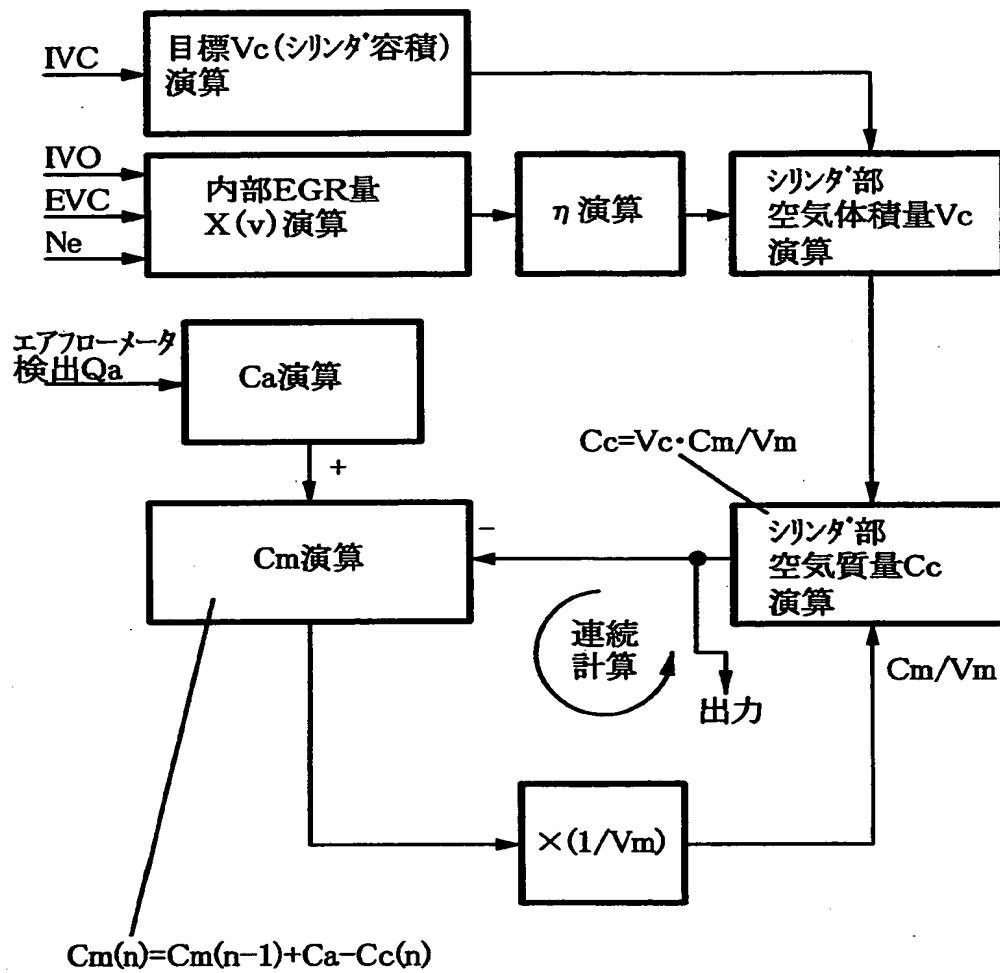 IVC
目標Vc(シリンダ容積)
演算
IVO
EVC
Ne
内部EGR量
X(v)演算
η演算
シリンダ部
空気体積量Vc
演算
エアフローメータ
検出Qa
Ca演算
+
Cc=Vc・Cm/Vm
Cm演算
−
シリンダ部
空気質量Cc
演算
連続
計算
出力
Cm/Vm
×(1/Vm)
Cm(n)=Cm(n-1)+Ca-Cc(n)